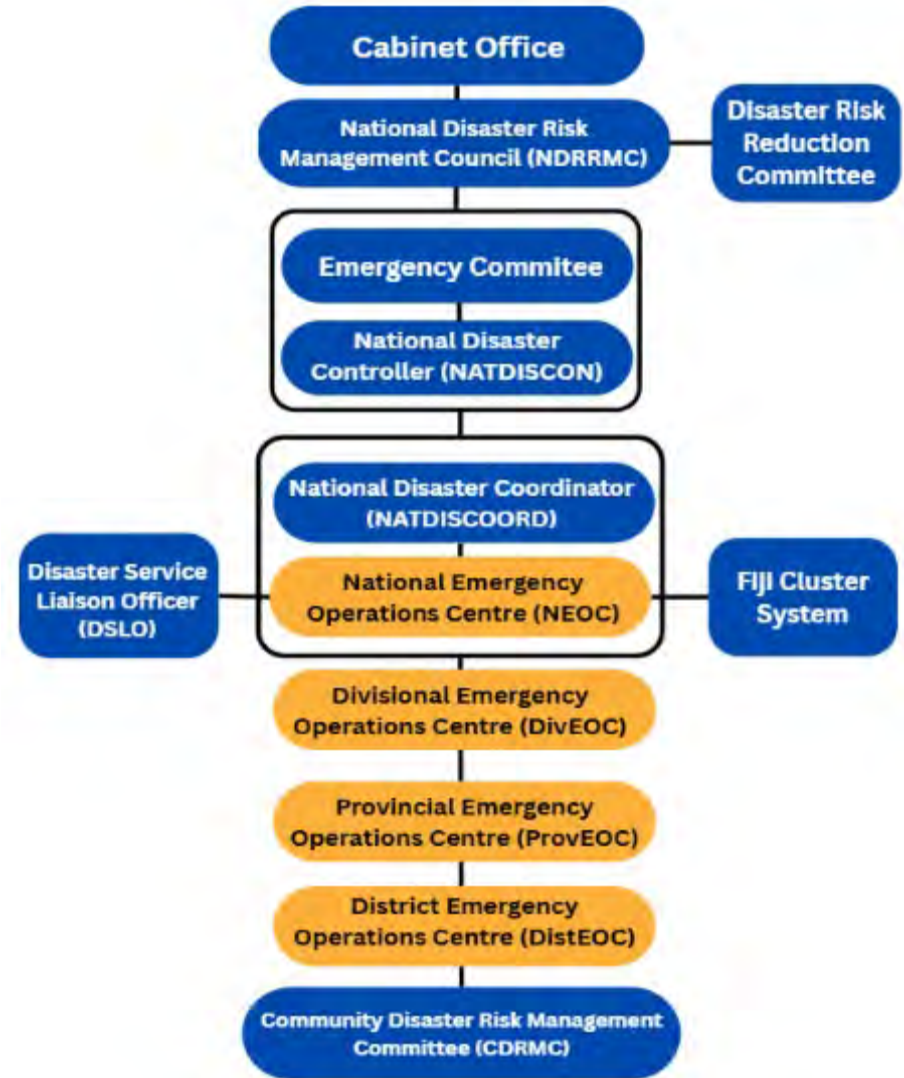 Cabinet Office
National Disaster Risk
Management Council (NDRRMC)
Disaster Risk
Reduction
Committee
Emergency Commitee
National Disaster
Controller (NATDISCON)
National Disaster Coordinator
(NATDISCOORD)
Disaster Service
Liaison Officer
(DSLO)
National Emergency
Operations Centre (NEOC)
Fiji Cluster
System
Divisional Emergency
Operations Centre (DivEOC)
Provincial Emergency
Operations Centre (ProvEOC)
District Emergency
Operations Centre (DistEOC)
Community Disaster Risk Management
Committee (CDRMC)